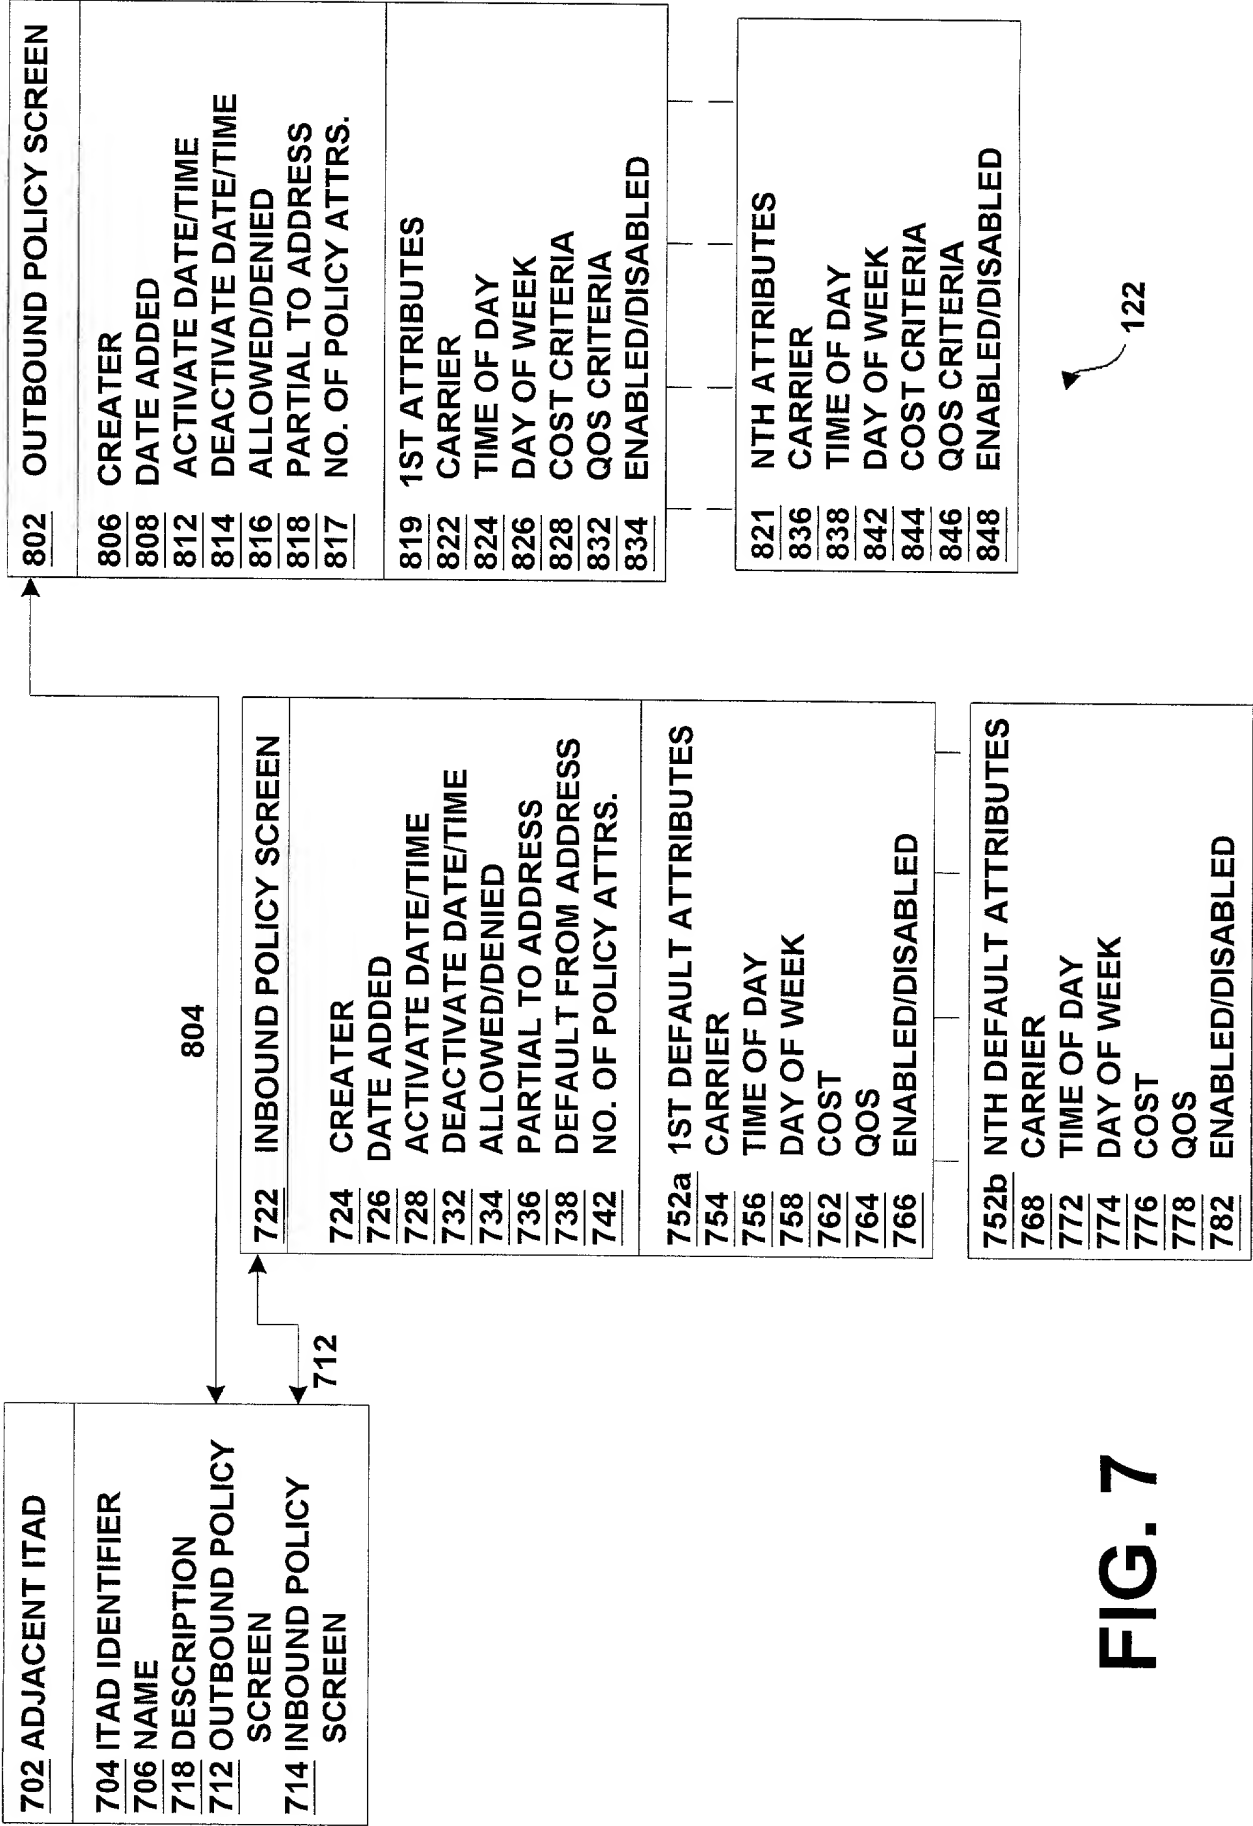 702 ADJACENT ITAD
704 ITAD IDENTIFIER
706 NAME
718 DESCRIPTION
712 OUTBOUND POLICY
SCREEN
714 INBOUND POLICY
SCREEN
804
712
722 INBOUND POLICY SCREEN
724 CREATER
726 DATE ADDED
728 ACTIVATE DATE/TIME
732 DEACTIVATE DATE/TIME
734 ALLOWED/DENIED
736 PARTIAL TO ADDRESS
738 DEFAULT FROM ADDRESS
742 NO. OF POLICY ATTRS.
752a 1ST DEFAULT ATTRIBUTES
754 CARRIER
756 TIME OF DAY
758 DAY OF WEEK
762 COST
764 QOS
766 ENABLED/DISABLED
752b NTH DEFAULT ATTRIBUTES
768 CARRIER
772 TIME OF DAY
774 DAY OF WEEK
776 COST
778 QOS
782 ENABLED/DISABLED
802 OUTBOUND POLICY SCREEN
806 CREATER
808 DATE ADDED
812 ACTIVATE DATE/TIME
814 DEACTIVATE DATE/TIME
816 ALLOWED/DENIED
818 PARTIAL TO ADDRESS
817 NO. OF POLICY ATTRS.
819 1ST ATTRIBUTES
822 CARRIER
824 TIME OF DAY
826 DAY OF WEEK
828 COST CRITERIA
832 QOS CRITERIA
834 ENABLED/DISABLED
821 NTH ATTRIBUTES
836 CARRIER
838 TIME OF DAY
842 DAY OF WEEK
844 COST CRITERIA
846 QOS CRITERIA
848 ENABLED/DISABLED
122
FIG. 7